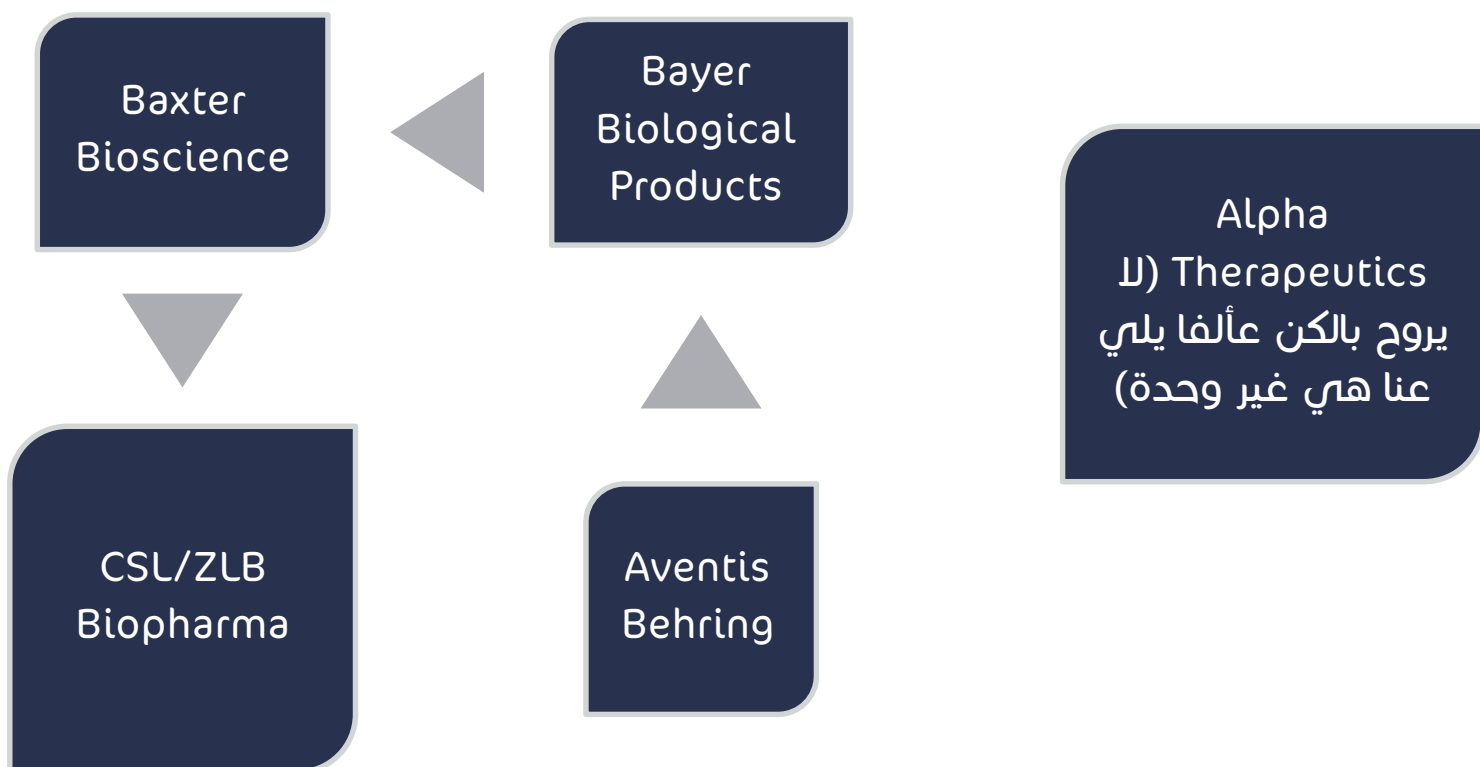 Baxter
Bioscience
Bayer
Biological
Products
Alpha
Therapeutics (لا
يروح بالكن عألفا يلي
عنا هي غير وحدة)
CSL/ZLB
Biopharma
Aventis
Behring